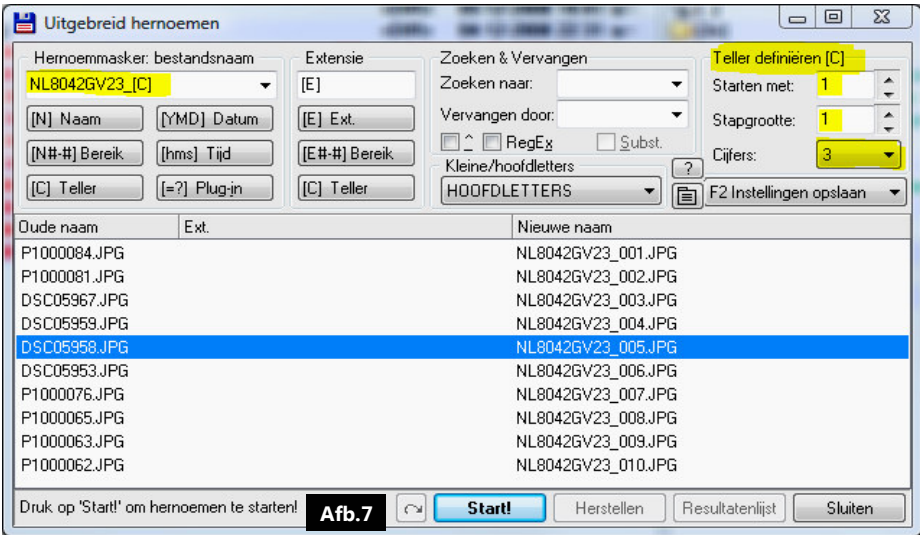 Uitgebreid hernoemen
Hernoemmasker: bestandsnaam
NL8042GV23_[C]
[N] Naam
[YMD] Datum
[N#-#] Bereik
[hms] Tijd
[C] Teller
[=?] Plug-in
Extensie
[E]
[E] Ext.
[E#-#] Bereik
[C] Teller
Zoeken & Vervangen
Zoeken naar:
Vervangen door:
^ RegEx Subst.
Kleine/hoofdletters
HOOFDLETTERS
?
Teller definiëren [C]
Starten met: 1
Stapgrootte: 1
Cijfers: 3
F2 Instellingen opslaan
Oude naam Ext. Nieuwe naam
P1000084.JPG NL8042GV23_001.JPG
P1000081.JPG NL8042GV23_002.JPG
DSC05967.JPG NL8042GV23_003.JPG
DSC05959.JPG NL8042GV23_004.JPG
DSC05958.JPG NL8042GV23_005.JPG
DSC05953.JPG NL8042GV23_006.JPG
P1000076.JPG NL8042GV23_007.JPG
P1000065.JPG NL8042GV23_008.JPG
P1000063.JPG NL8042GV23_009.JPG
P1000062.JPG NL8042GV23_010.JPG
Druk op 'Start!' om hernoemen te starten!
Afb.7
Start!
Herstellen
Resultatenlijst
Sluiten